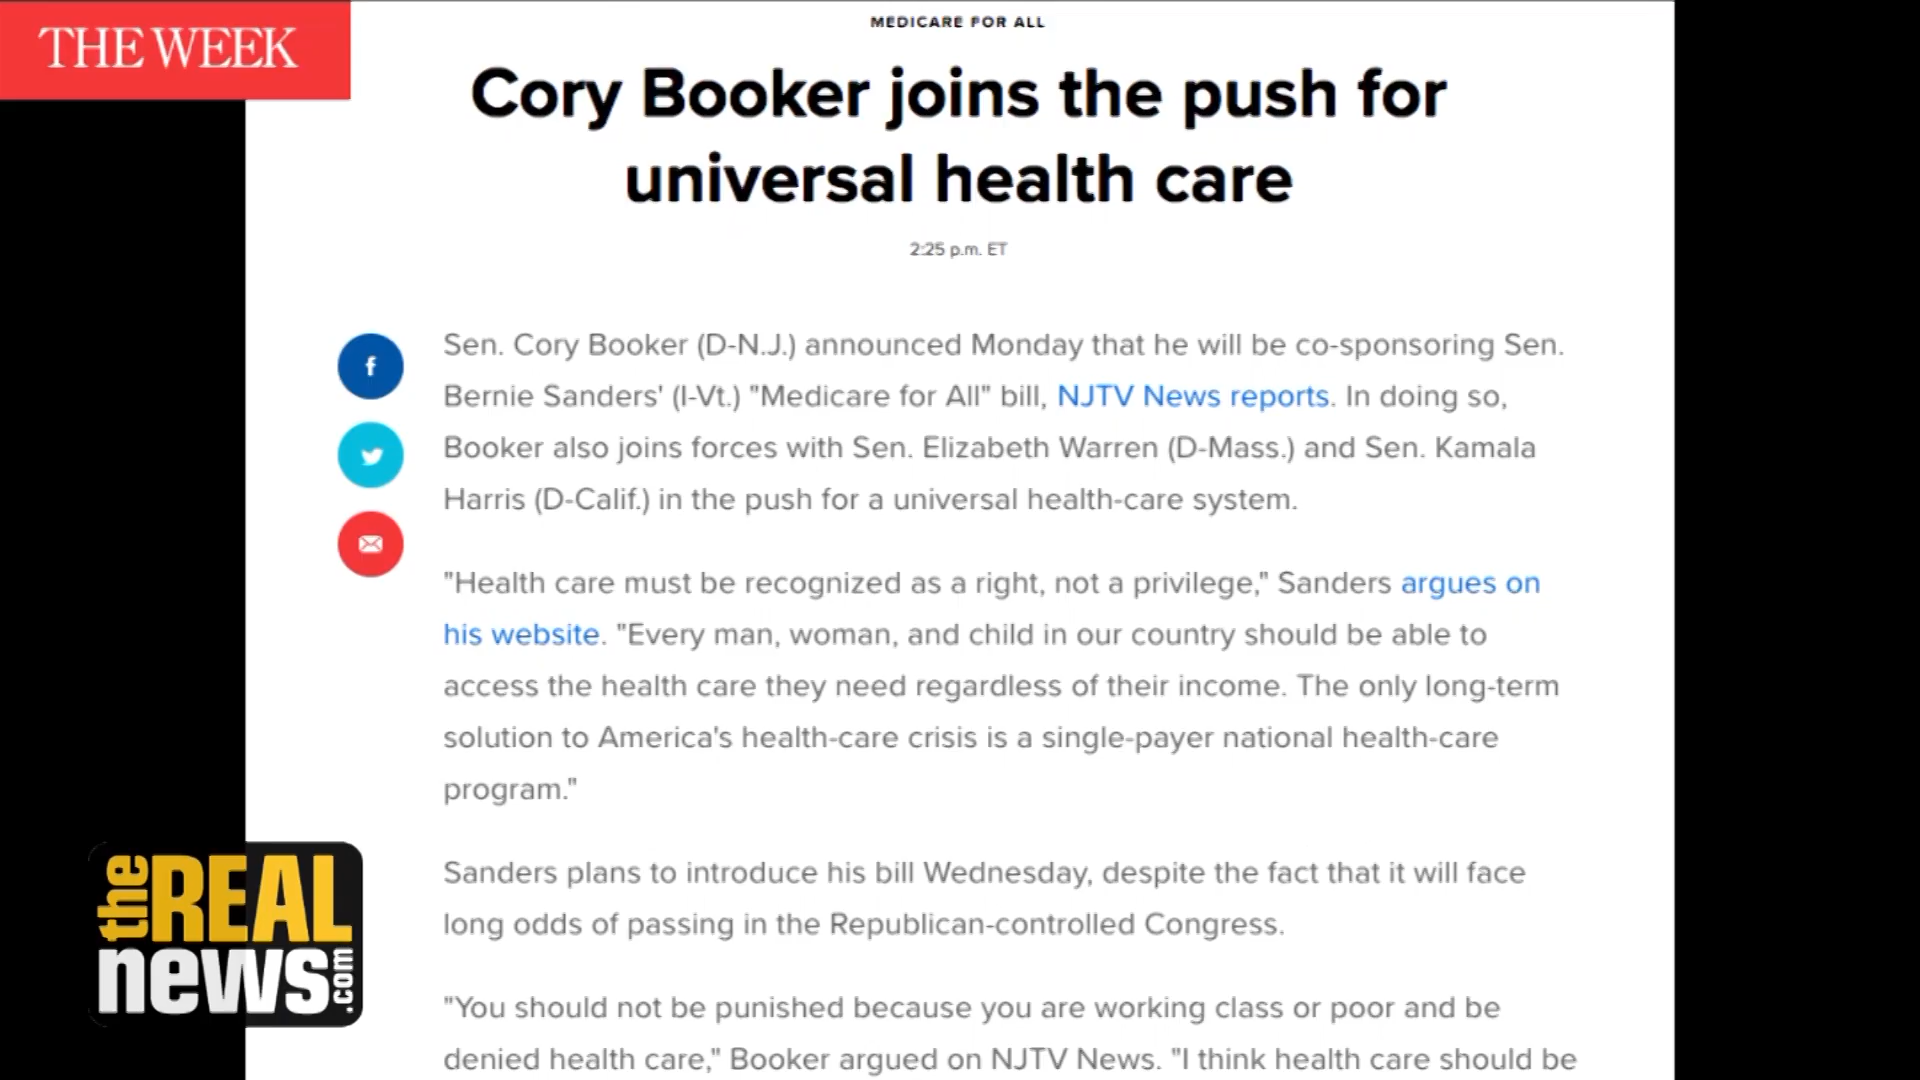 THE WEEK
MEDICARE FOR ALL
Cory Booker joins the push for
universal health care
2:25 p.m. ET
f
Sen. Cory Booker (D-N.J.) announced Monday that he will be co-sponsoring Sen.
Bernie Sanders' (I-Vt.) "Medicare for All" bill, NJTV News reports. In doing so,
Booker also joins forces with Sen. Elizabeth Warren (D-Mass.) and Sen. Kamala
Harris (D-Calif.) in the push for a universal health-care system.
"Health care must be recognized as a right, not a privilege," Sanders argues on
his website. "Every man, woman, and child in our country should be able to
access the health care they need regardless of their income. The only long-term
solution to America's health-care crisis is a single-payer national health-care
program."
Sanders plans to introduce his bill Wednesday, despite the fact that it will face
long odds of passing in the Republican-controlled Congress.
"You should not be punished because you are working class or poor and be
denied health care," Booker argued on NJTV News. "I think health care should be
the REAL
news.com